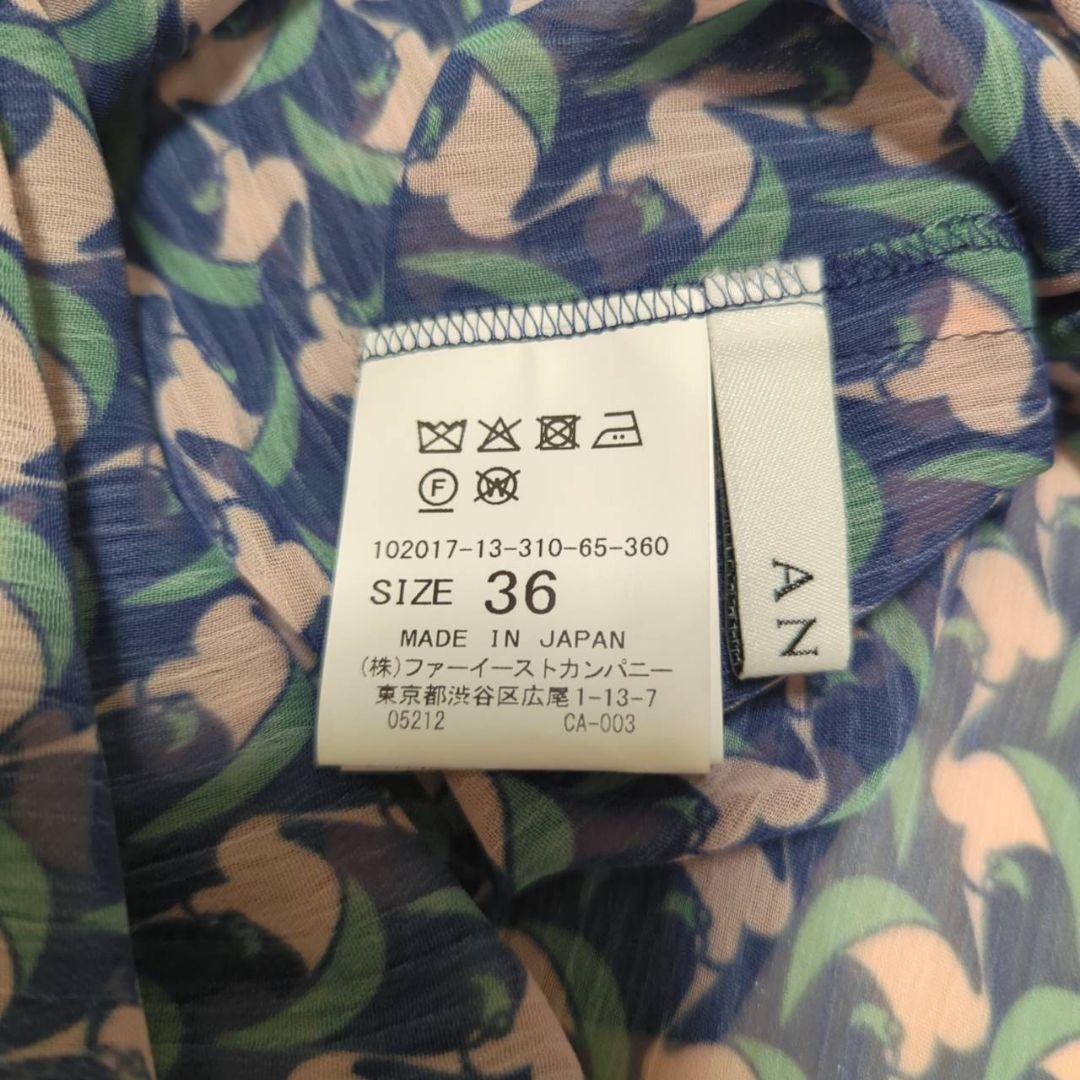 F W
102017-13-310-65-360
SIZE 36
MADE IN JAPAN
(株)ファーイーストカンパニー
東京都渋谷区広尾1-13-7
05212 CA-003
AN